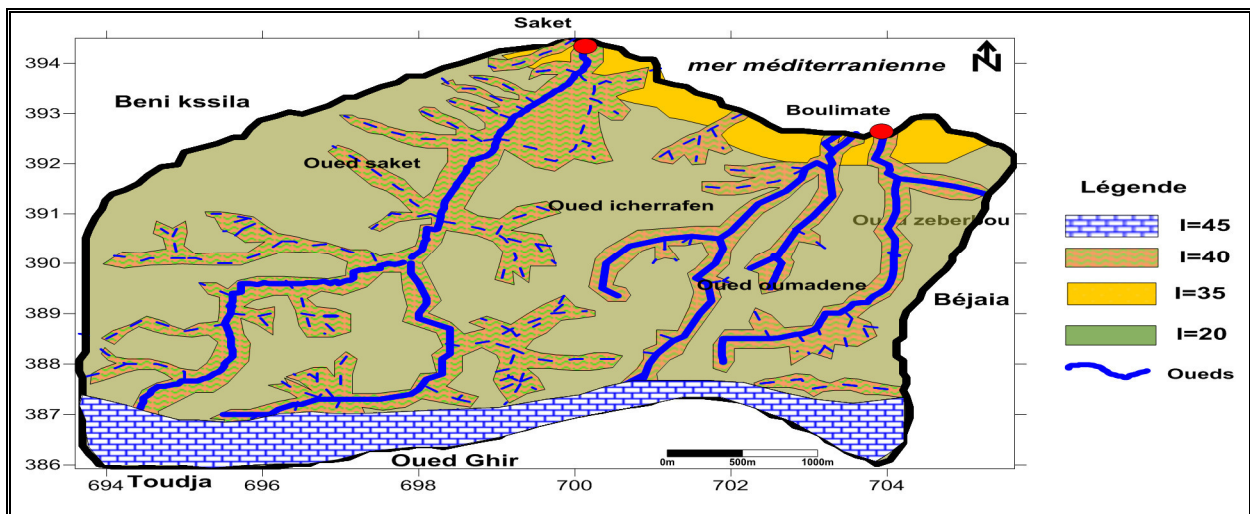 Saket
mer méditerranienne
N
Beni kssila
Boulimate
Oued saket
Oued icherrafen
Oued zeberbou
Oued oumadene
Béjaia
Oued Ghir
Toudja
0m 500m 1000m
394
393
392
391
390
389
388
387
386
694 696 698 700 702 704
Légende
I=45
I=40
I=35
I=20
Oueds